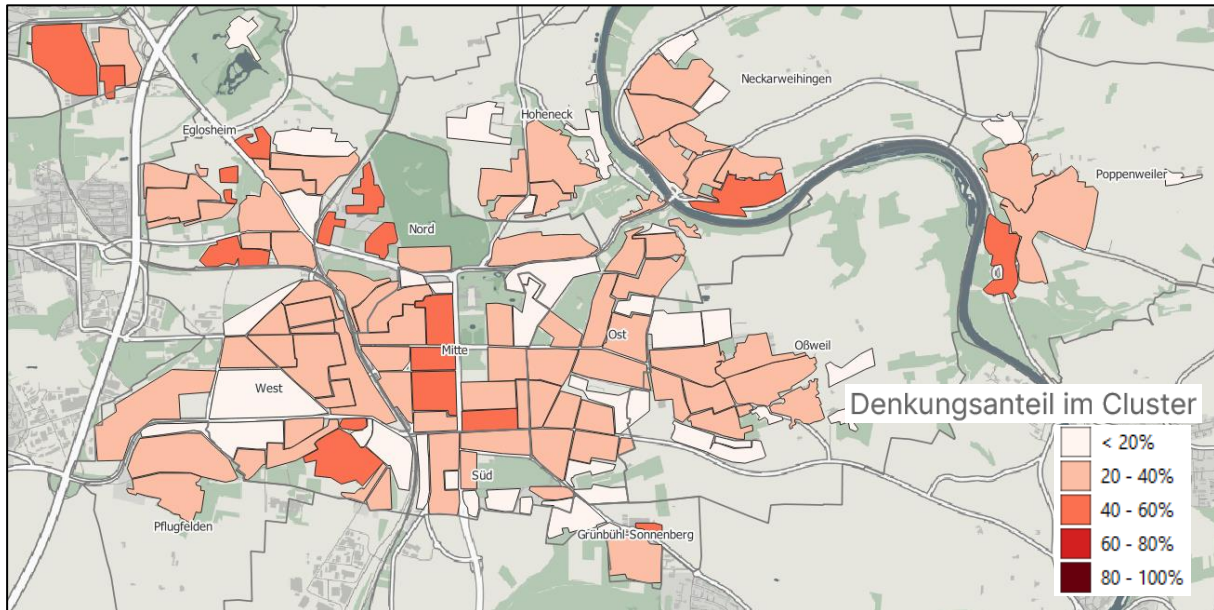 Neckarweihingen
Hoheneck
Eglosheim
Poppenweiler
Nord
Ost
Oßweil
Mitte
West
Süd
Pflugfelden
Grünbühl-Sonnenberg
Denkungsanteil im Cluster
< 20%
20 - 40%
40 - 60%
60 - 80%
80 - 100%